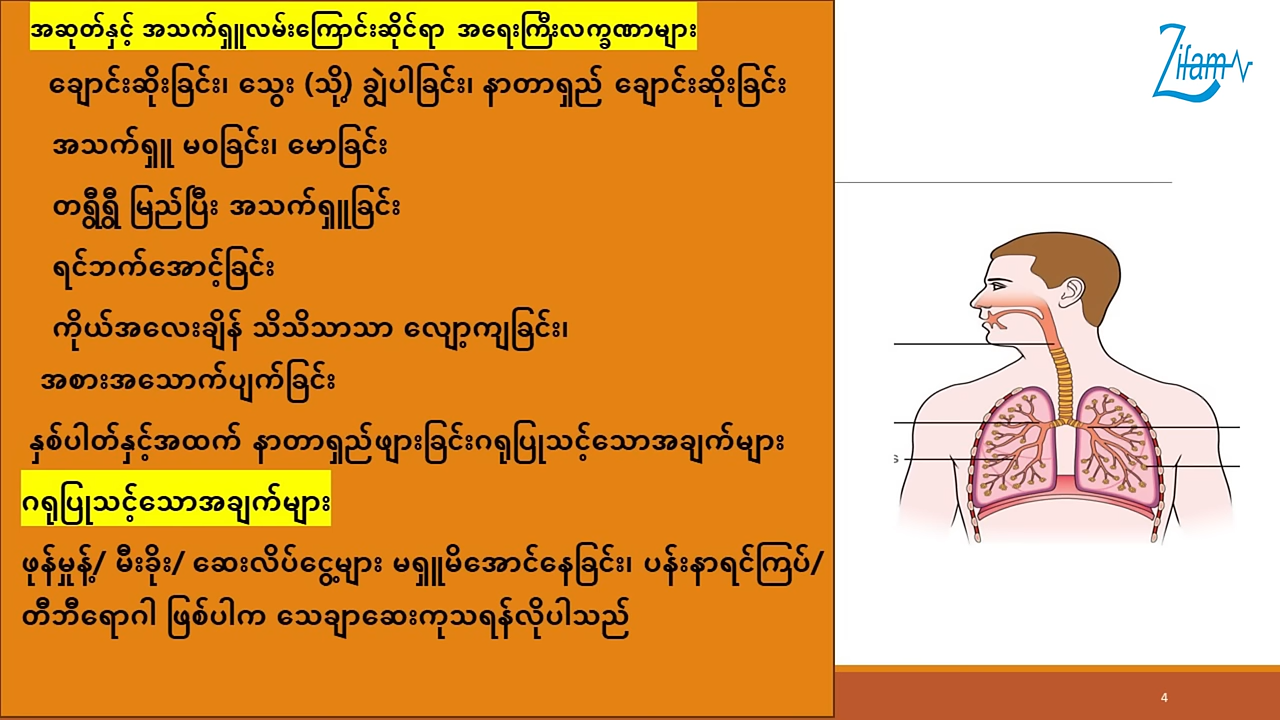 အဆုတ်နှင့် အသက်ရှူလမ်းကြောင်းဆိုင်ရာ အရေးကြီးလက္ခဏာများ
ချောင်းဆိုးခြင်း၊ သွေး (သို့) ချွဲပါခြင်း၊ နာတာရှည် ချောင်းဆိုးခြင်း
အသက်ရှူ မဝခြင်း၊ မောခြင်း
တရွှီရွှီ မြည်ပြီး အသက်ရှူခြင်း
ရင်ဘက်အောင့်ခြင်း
ကိုယ်အလေးချိန် သိသိသာသာ လျော့ကျခြင်း၊
အစားအသောက်ပျက်ခြင်း
နှစ်ပါတ်နှင့်အထက် နာတာရှည်ဖျားခြင်းဂရုပြုသင့်သောအချက်များ
ဂရုပြုသင့်သောအချက်များ
ဖုန်မှုန့်/ မီးခိုး/ ဆေးလိပ်ငွေ့များ မရှူမိအောင်နေခြင်း၊ ပန်းနာရင်ကြပ်/
တီဘီရောဂါ ဖြစ်ပါက သေချာဆေးကုသရန်လိုပါသည်
Zifam
s
4